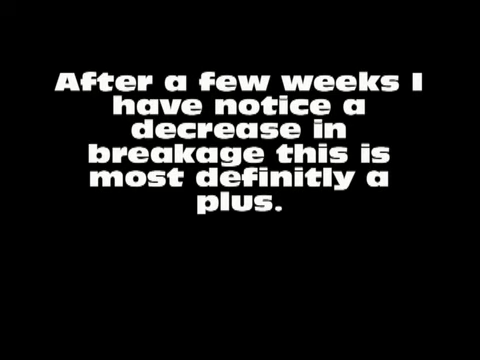 After a few weeks I
have notice a
decrease in
breakage this is
most definitly a
plus.